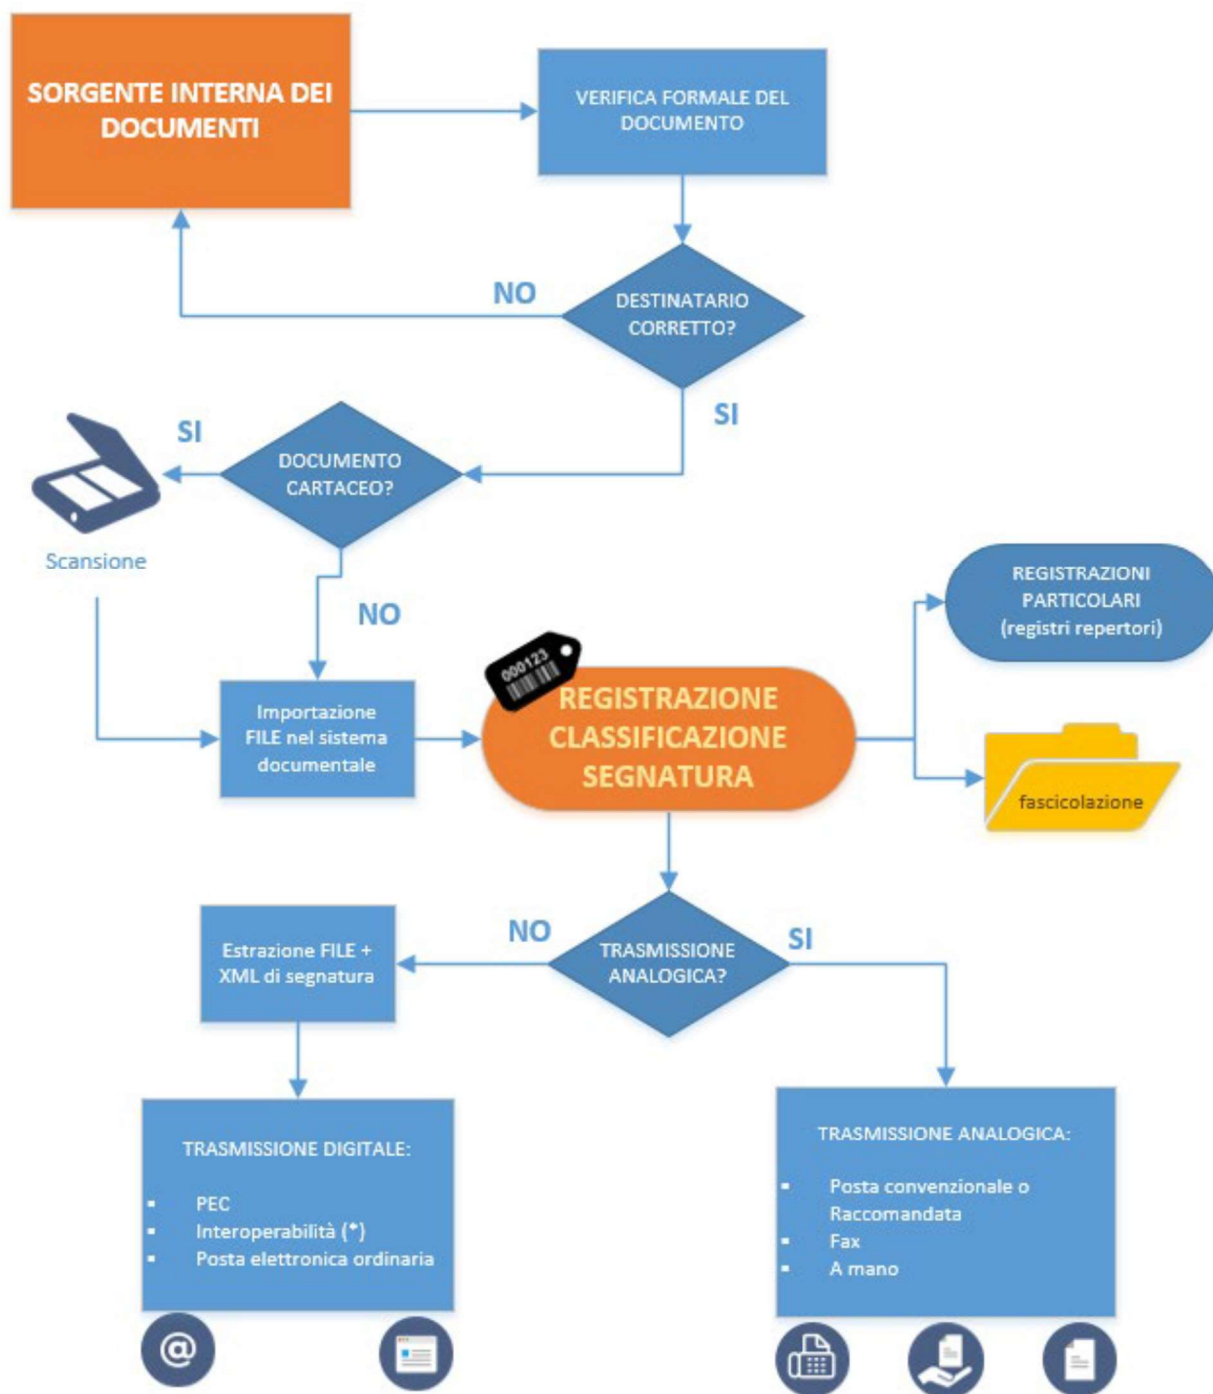 SORGENTE INTERNA DEI
DOCUMENTI
VERIFICA FORMALE DEL
DOCUMENTO
NO
DESTINATARIO
CORRETTO?
SI
SI
DOCUMENTO
CARTACEO?
Scansione
NO
REGISTRAZIONI
PARTICOLARI
(registri repertori)
000123
Importazione
FILE nel sistema
documentale
REGISTRAZIONE
CLASSIFICAZIONE
SEGNATURA
fascicolazione
NO
SI
Estrazione FILE +
XML di segnatura
TRASMISSIONE
ANALOGICA?
TRASMISSIONE DIGITALE:
▪ PEC
▪ Interoperabilità (*)
▪ Posta elettronica ordinaria
TRASMISSIONE ANALOGICA:
▪ Posta convenzionale o
Raccomandata
▪ Fax
▪ A mano
@